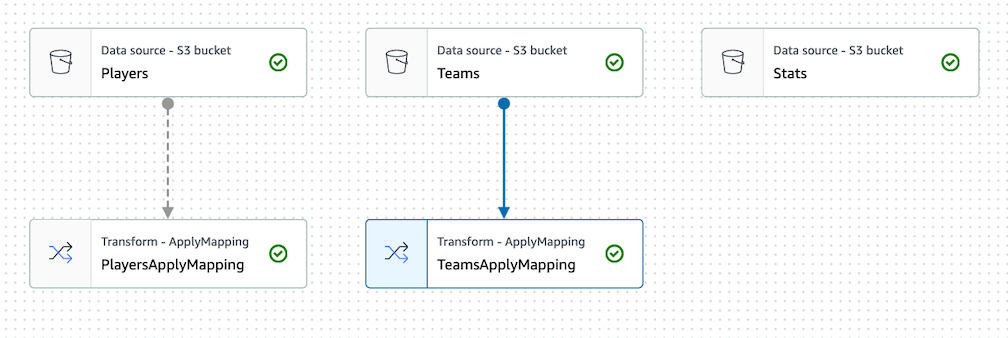 Data source - S3 bucket
Players
Data source - S3 bucket
Teams
Data source - S3 bucket
Stats
Transform - ApplyMapping
PlayersApplyMapping
Transform - ApplyMapping
TeamsApplyMapping